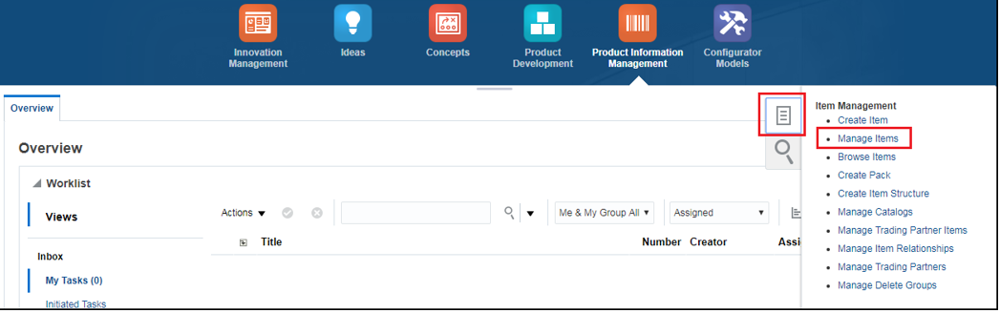 Innovation
Management
Ideas
Concepts
Product
Development
Product Information
Management
Configurator
Models
Overview
Overview
Worklist
Views
Actions
Me & My Group All
Assigned
Title
Number
Creator
Assi
Inbox
My Tasks (0)
Initiated Tasks
Item Management
Create Item
Manage Items
Browse Items
Create Pack
Create Item Structure
Manage Catalogs
Manage Trading Partner Items
Manage Item Relationships
Manage Trading Partners
Manage Delete Groups